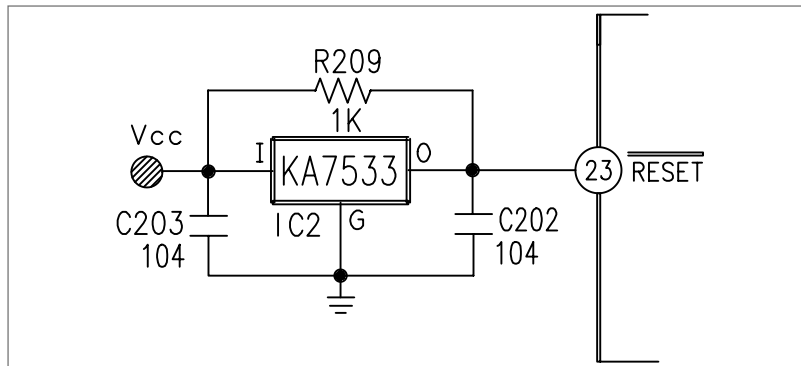 R209
1K
Vcc
I
KA7533
O
23
RESET
C203
104
IC2
G
C202
104